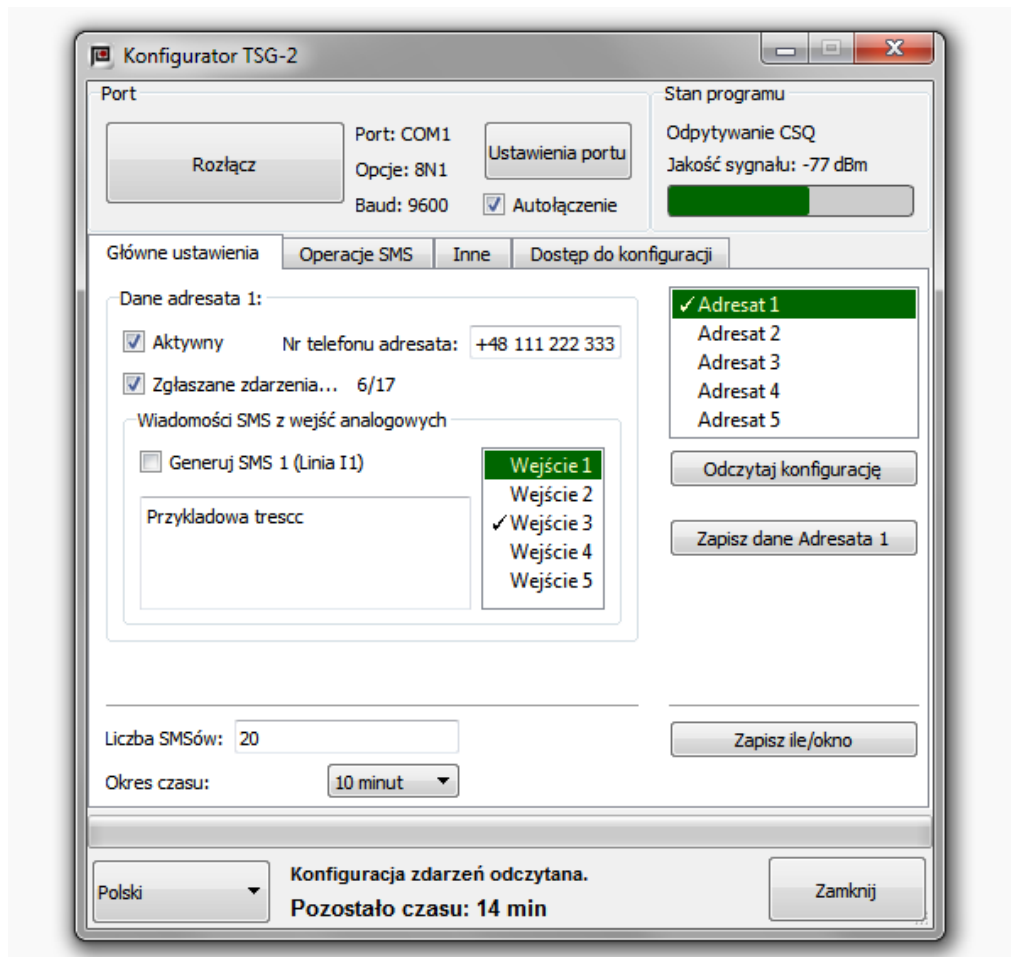 Konfigurator TSG-2
Port
Rozłącz
Port: COM1
Opcje: 8N1
Baud: 9600
Ustawienia portu
Autołączenie
Stan programu
Odpytywanie CSQ
Jakość sygnału: -77 dBm
Główne ustawienia
Operacje SMS
Inne
Dostęp do konfiguracji
Dane adresata 1:
Aktywny
Nr telefonu adresata: +48 111 222 333
Zgłaszane zdarzenia... 6/17
Wiadomości SMS z wejść analogowych
Generuj SMS 1 (Linia I1)
Przykladowa trescc
Wejście 1
Wejście 2
Wejście 3
Wejście 4
Wejście 5
Adresat 1
Adresat 2
Adresat 3
Adresat 4
Adresat 5
Odczytaj konfigurację
Zapisz dane Adresata 1
Liczba SMSów: 20
Okres czasu: 10 minut
Zapisz ile/okno
Polski
Konfiguracja zdarzeń odczytana.
Pozostało czasu: 14 min
Zamknij